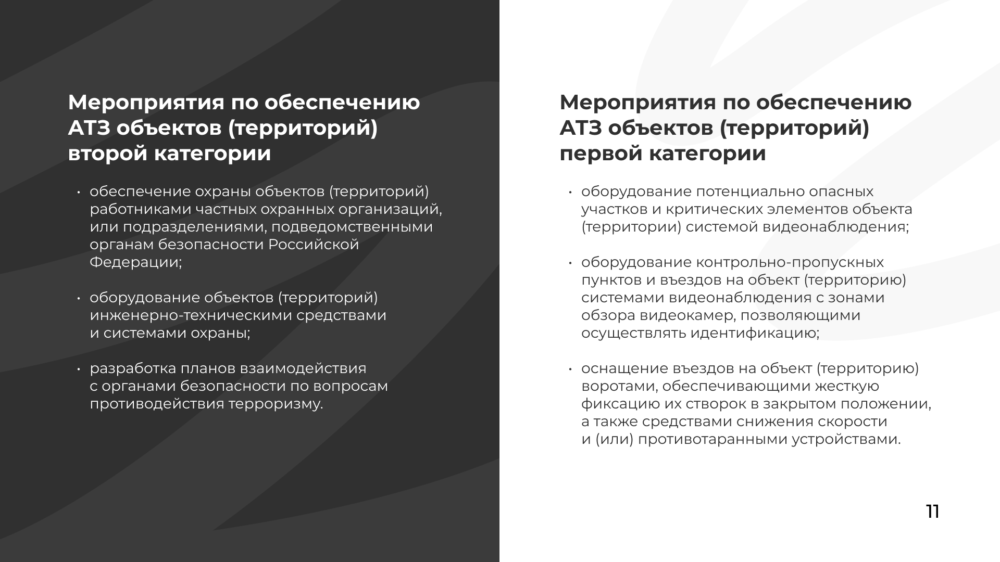 Мероприятия по обеспечению
АТЗ объектов (территорий)
второй категории
• обеспечение охраны объектов (территорий)
работниками частных охранных организаций,
или подразделениями, подведомственными
органам безопасности Российской
Федерации;
• оборудование объектов (территорий)
инженерно-техническими средствами
и системами охраны;
• разработка планов взаимодействия
с органами безопасности по вопросам
противодействия терроризму.
Мероприятия по обеспечению
АТЗ объектов (территорий)
первой категории
• оборудование потенциально опасных
участков и критических элементов объекта
(территории) системой видеонаблюдения;
• оборудование контрольно-пропускных
пунктов и въездов на объект (территорию)
системами видеонаблюдения с зонами
обзора видеокамер, позволяющими
осуществлять идентификацию;
• оснащение въездов на объект (территорию)
воротами, обеспечивающими жесткую
фиксацию их створок в закрытом положении,
а также средствами снижения скорости
и (или) противотаранными устройствами.
11